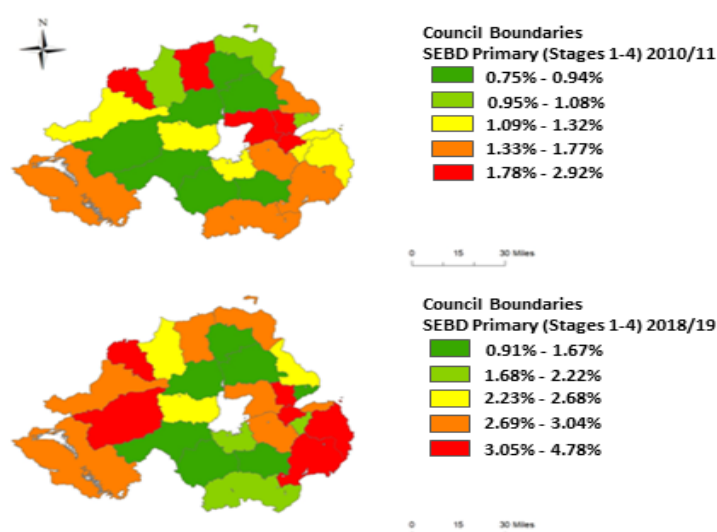 N
Council Boundaries
SEBD Primary (Stages 1-4) 2010/11
0.75% - 0.94%
0.95% - 1.08%
1.09% - 1.32%
1.33% - 1.77%
1.78% - 2.92%
0 15 30 Miles
Council Boundaries
SEBD Primary (Stages 1-4) 2018/19
0.91% - 1.67%
1.68% - 2.22%
2.23% - 2.68%
2.69% - 3.04%
3.05% - 4.78%
0 15 30 Miles